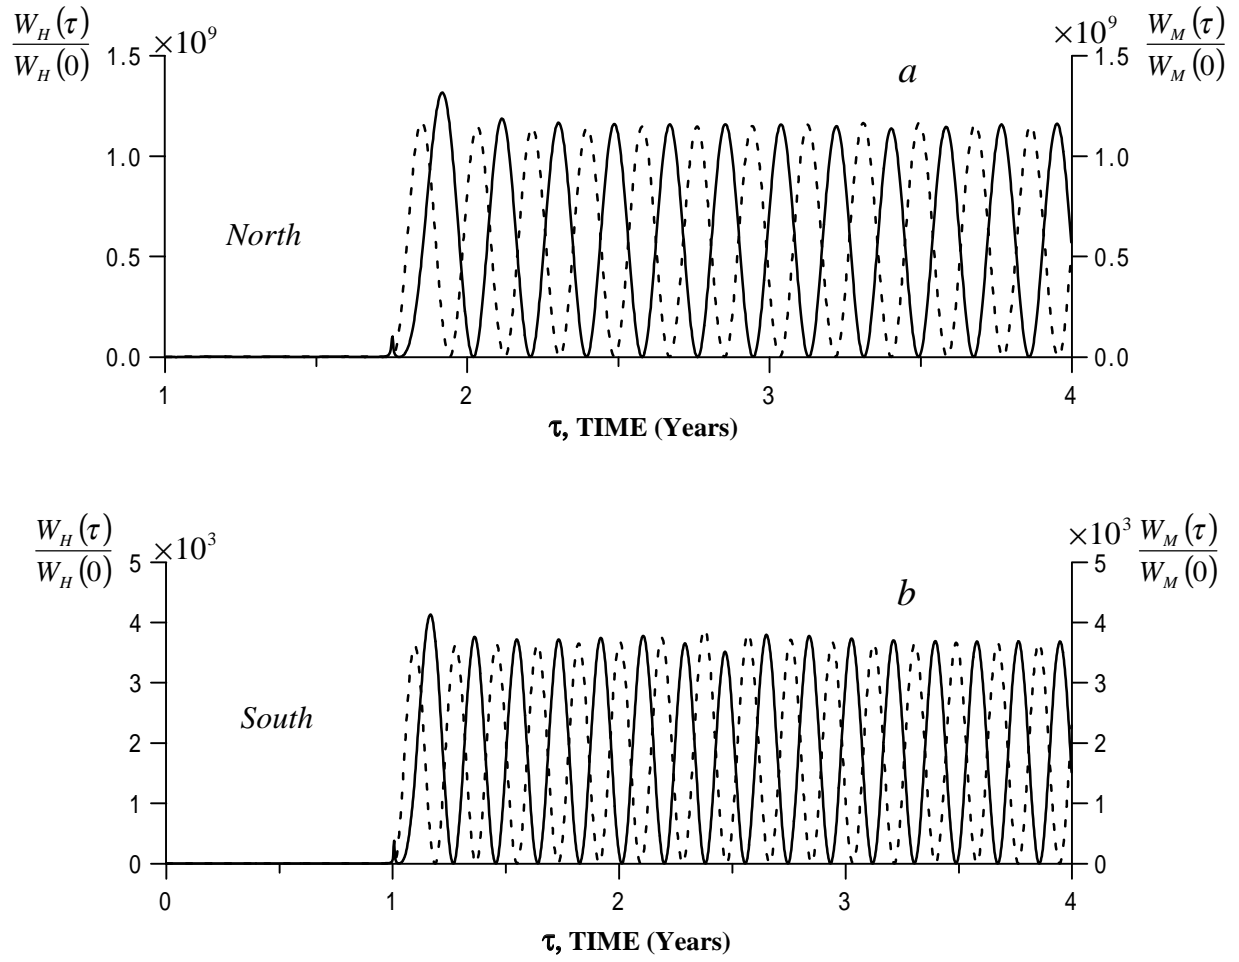 W_H(τ)/W_H(0) ×10^9
×10^9 W_M(τ)/W_M(0)
1.5 1.5
a
1.0 1.0
North
0.5 0.5
0.0 0.0
1 2 3 4
τ, TIME (Years)
W_H(τ)/W_H(0) ×10^3
×10^3 W_M(τ)/W_M(0)
5 5
b
4 4
3 3
South
2 2
1 1
0 0
0 1 2 3 4
τ, TIME (Years)